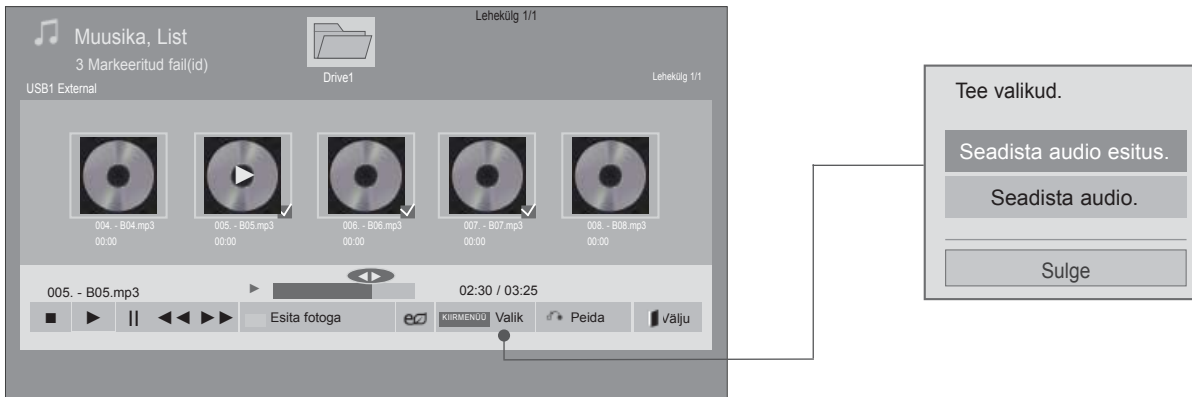 Lehekülg 1/1
Muusika, List
3 Markeeritud fail(id)
Drive1
USB1 External
Lehekülg 1/1
004. - B04.mp3
00:00
005. - B05.mp3
00:00
006. - B06.mp3
00:00
007. - B07.mp3
00:00
008. - B08.mp3
00:00
005. - B05.mp3
02:30 / 03:25
Esita fotoga
KIIRMENÜÜ Valik
Peida
Välju
Tee valikud.
Seadista audio esitus.
Seadista audio.
Sulge